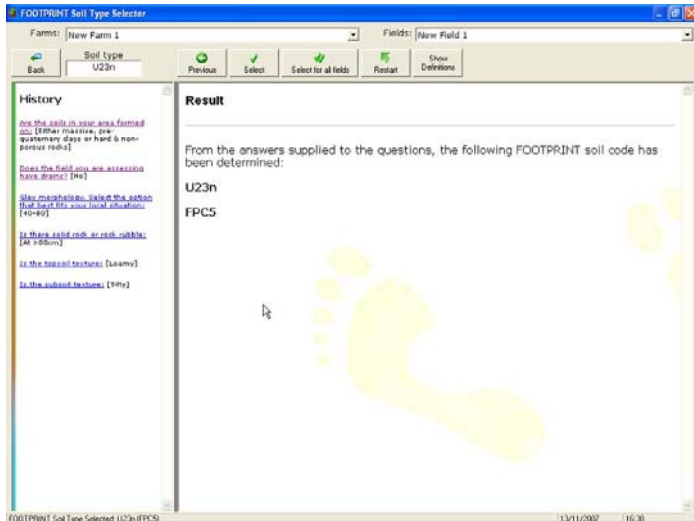 FOOTPRINT Soil Type Selector
Farms: New Farm 1 Fields: New Field 1
Back Soil type U23n Previous Select Select for all fields Restart Show Definitions
History
Are the soils in your area formed
on: [Either massive, pre-
quaternary clays or hard & non-
porous rocks]
Does the field you are assessing
have drains? [No]
Gley morphology. Select the option
that best fits your local situation:
[40-80]
Is there solid rock or rock rubble:
[At >80cm]
Is the topsoil texture: [Loamy]
Is the subsoil texture: [Silty]
Result
From the answers supplied to the questions, the following FOOTPRINT soil code has
been determined:
U23n
FPC5
FOOTPRINT Soil Type Selected: U23n (FPC5) 13/11/2007 16:38